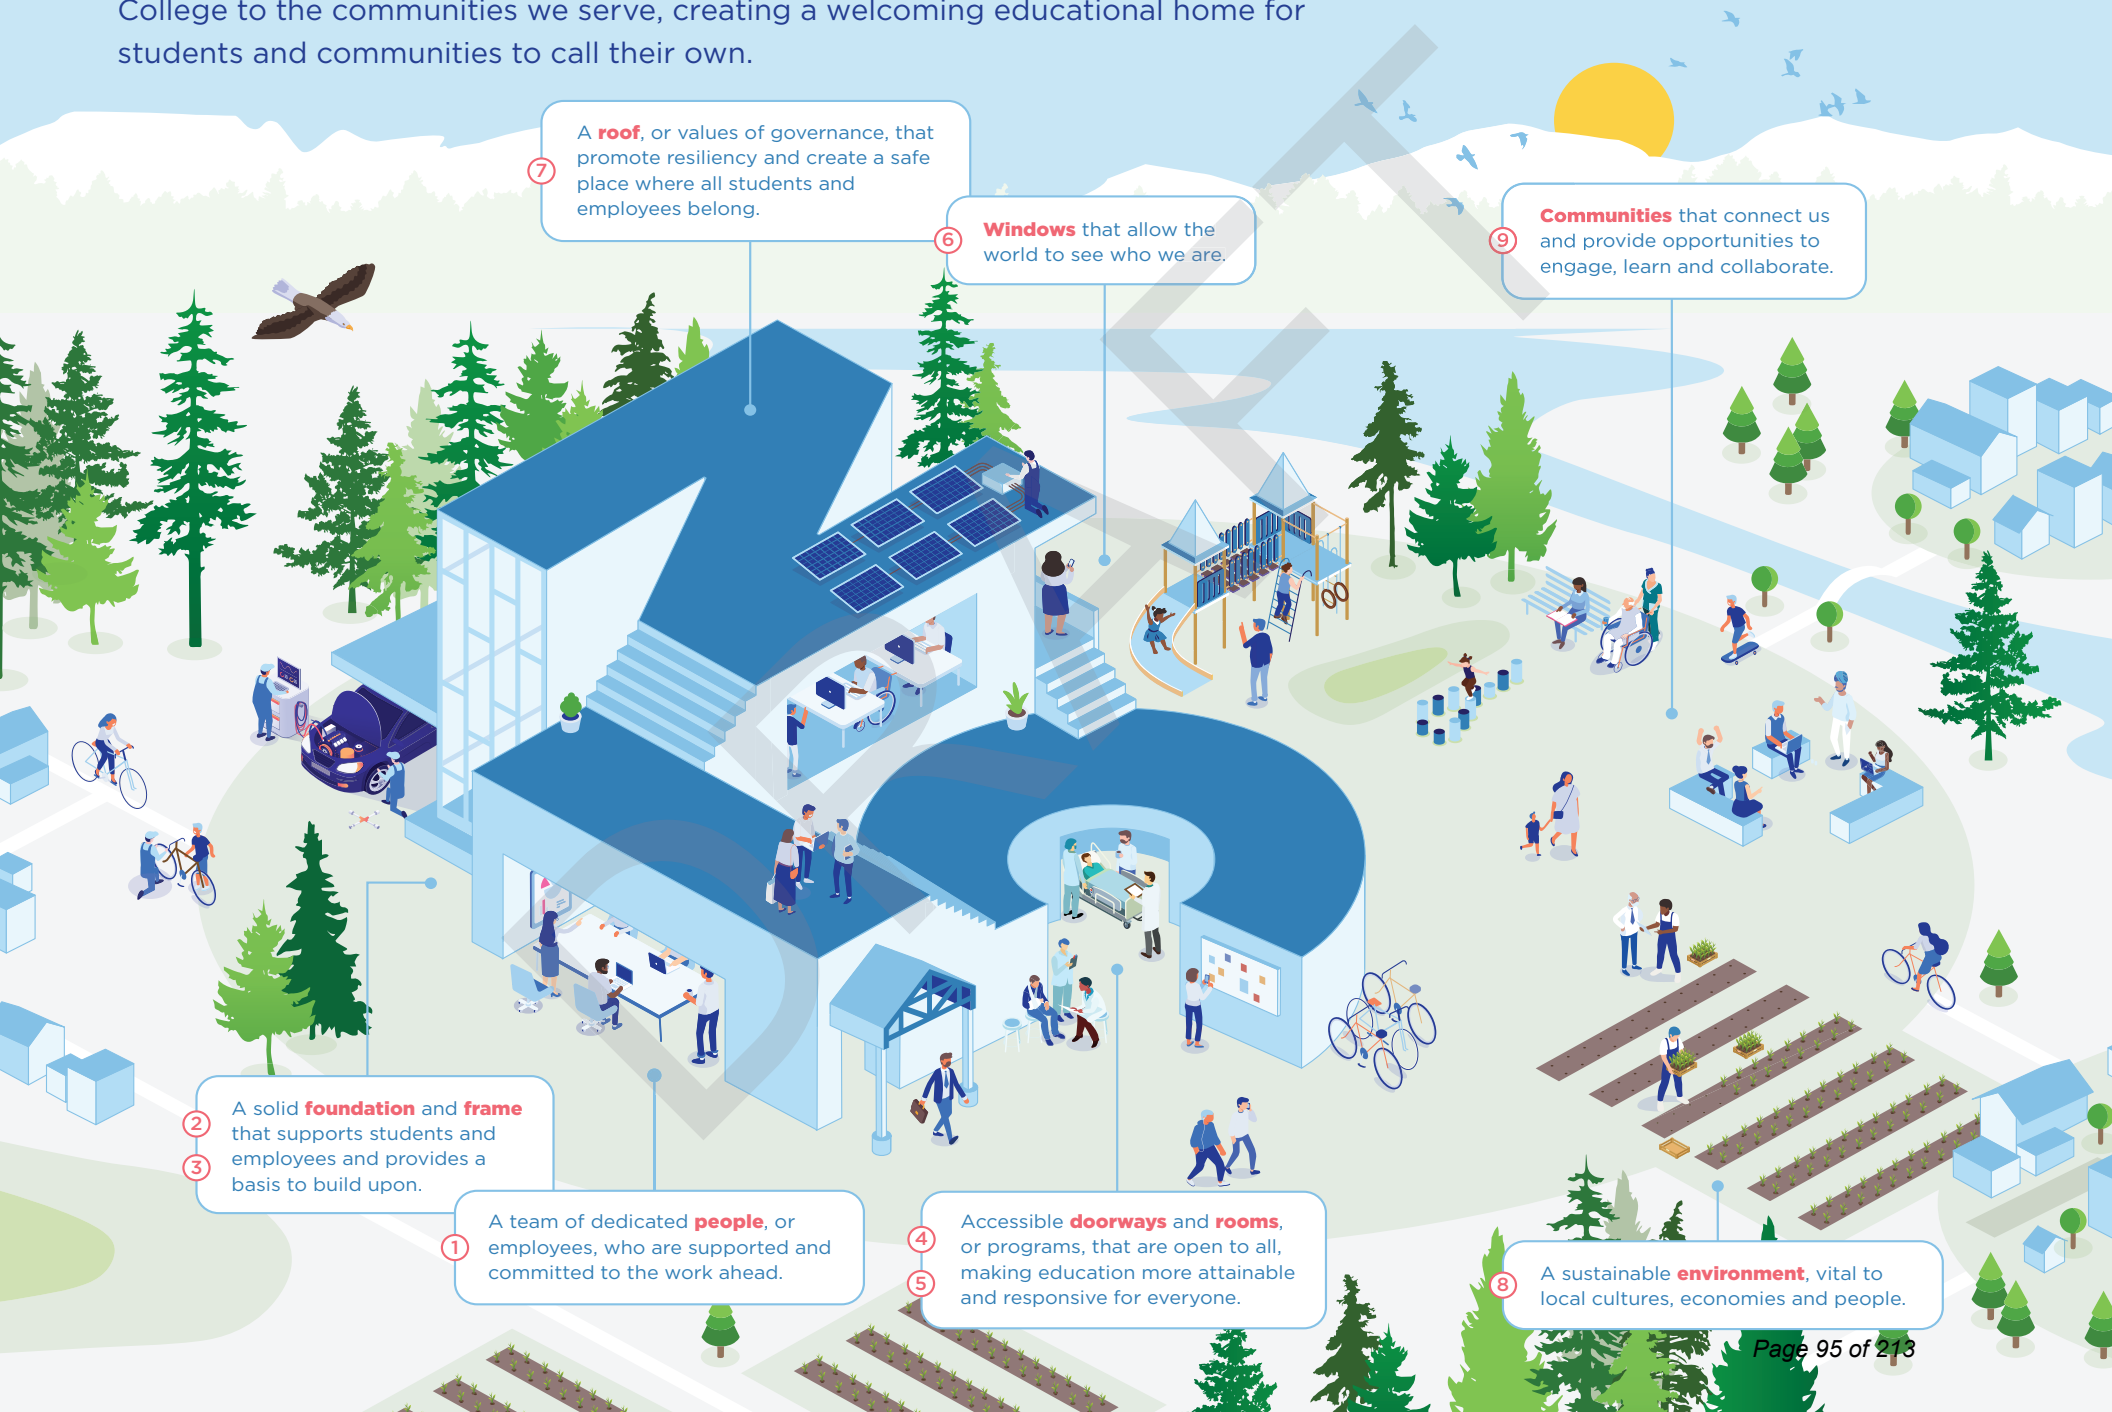 College to the communities we serve, creating a welcoming educational home for
students and communities to call their own.
7
A roof, or values of governance, that
promote resiliency and create a safe
place where all students and
employees belong.
6
Windows that allow the
world to see who we are.
9
Communities that connect us
and provide opportunities to
engage, learn and collaborate.
DRAFT
2
3
A solid foundation and frame
that supports students and
employees and provides a
basis to build upon.
1
A team of dedicated people, or
employees, who are supported and
committed to the work ahead.
4
5
Accessible doorways and rooms,
or programs, that are open to all,
making education more attainable
and responsive for everyone.
8
A sustainable environment, vital to
local cultures, economies and people.
Page 95 of 213